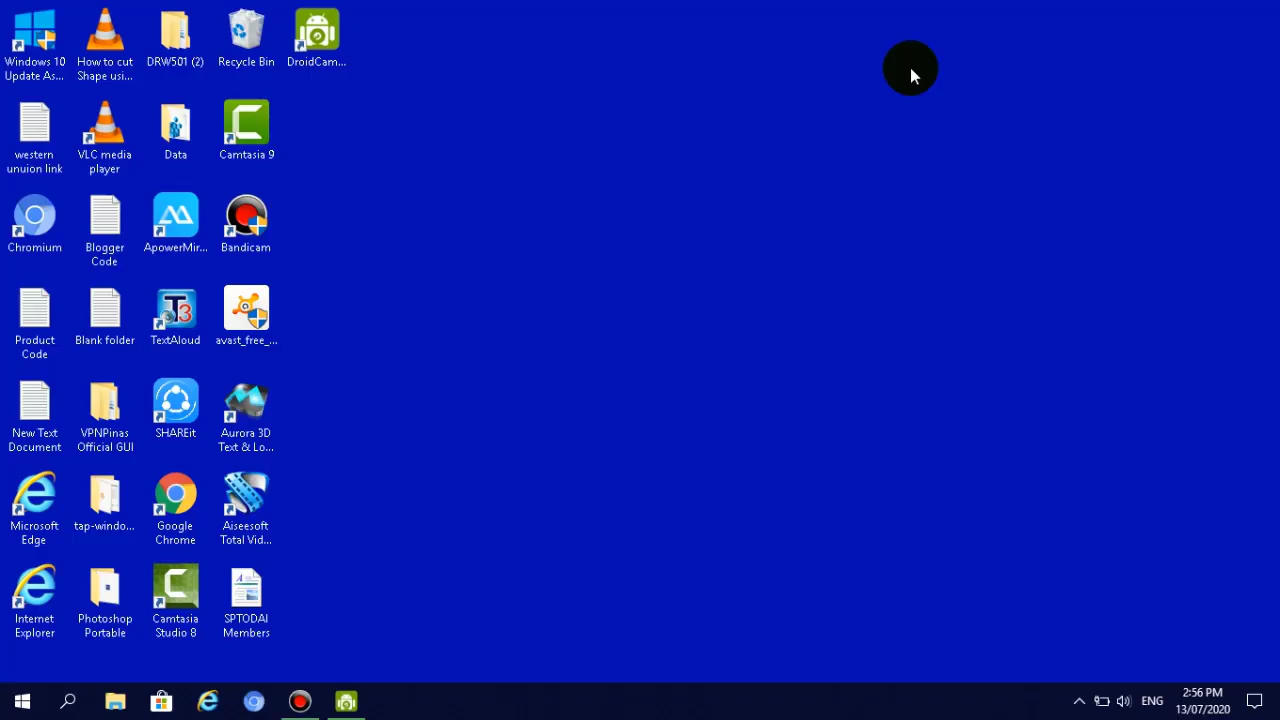 Windows 10
Update As...
How to cut
Shape usi...
DRW501 (2)
Recycle Bin
DroidCam...
western
unuion link
VLC media
player
Data
Camtasia 9
Chromium
Blogger
Code
ApowerMir...
Bandicam
Product
Code
Blank folder
TextAloud
avast_free_...
New Text
Document
VPNPinas
Official GUI
SHAREit
Aurora 3D
Text & Lo...
Microsoft
Edge
tap-windo...
Google
Chrome
Aiseesoft
Total Vid...
Internet
Explorer
Photoshop
Portable
Camtasia
Studio 8
SPTODAI
Members
ENG
2:56 PM
13/07/2020